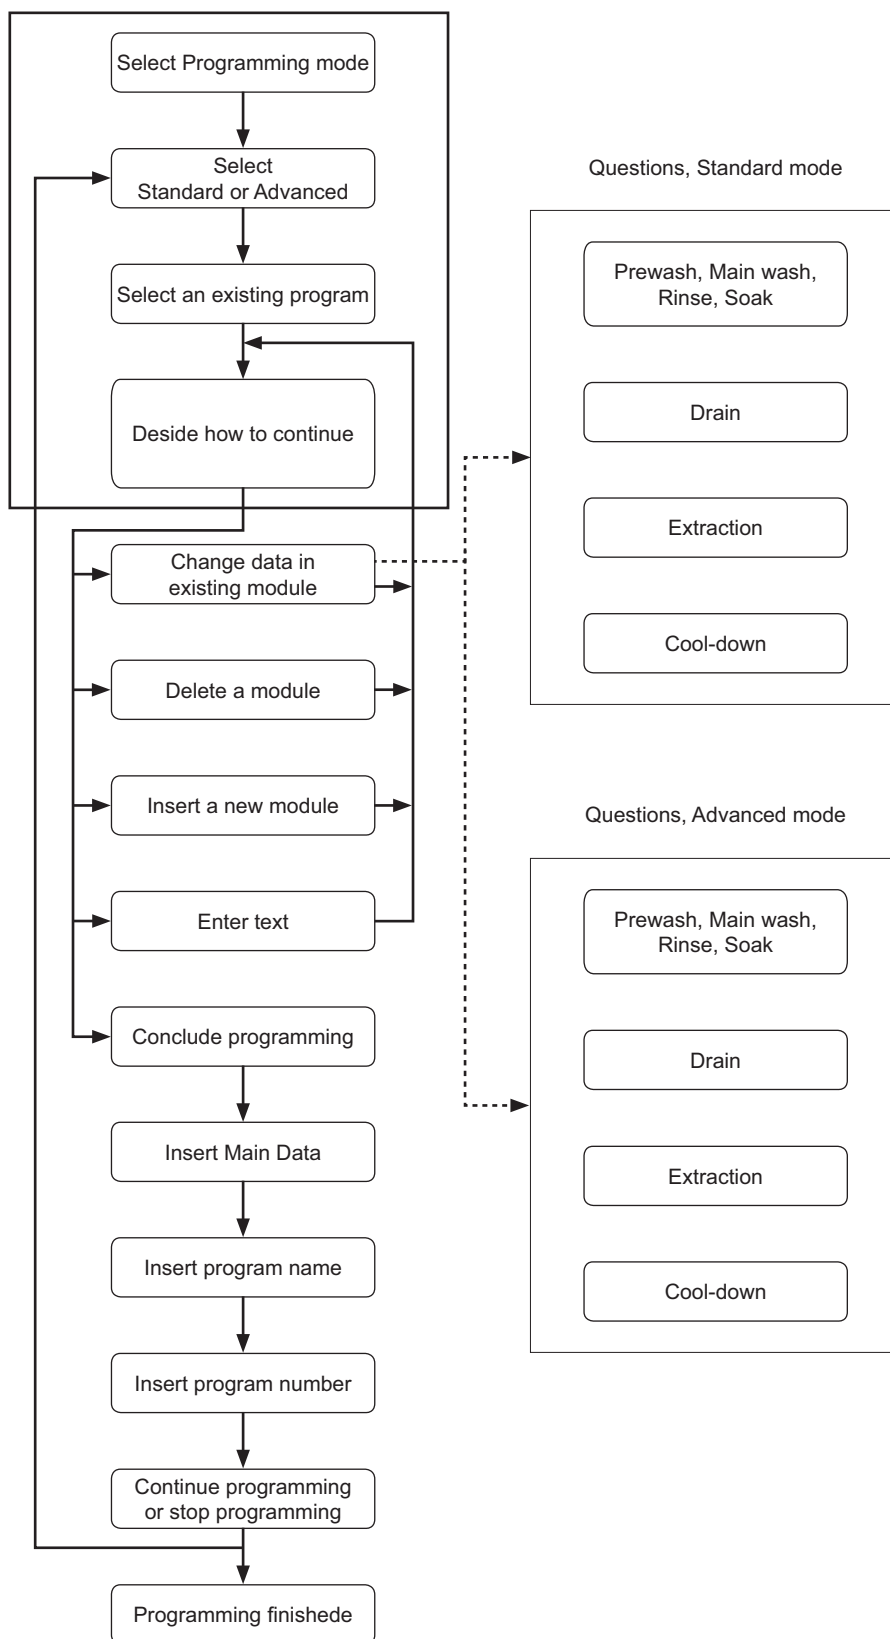 Select Programming mode
Select
Standard or Advanced
Select an existing program
Deside how to continue
Change data in
existing module
Delete a module
Insert a new module
Enter text
Conclude programming
Insert Main Data
Insert program name
Insert program number
Continue programming
or stop programming
Programming finishede
Questions, Standard mode
Prewash, Main wash,
Rinse, Soak
Drain
Extraction
Cool-down
Questions, Advanced mode
Prewash, Main wash,
Rinse, Soak
Drain
Extraction
Cool-down